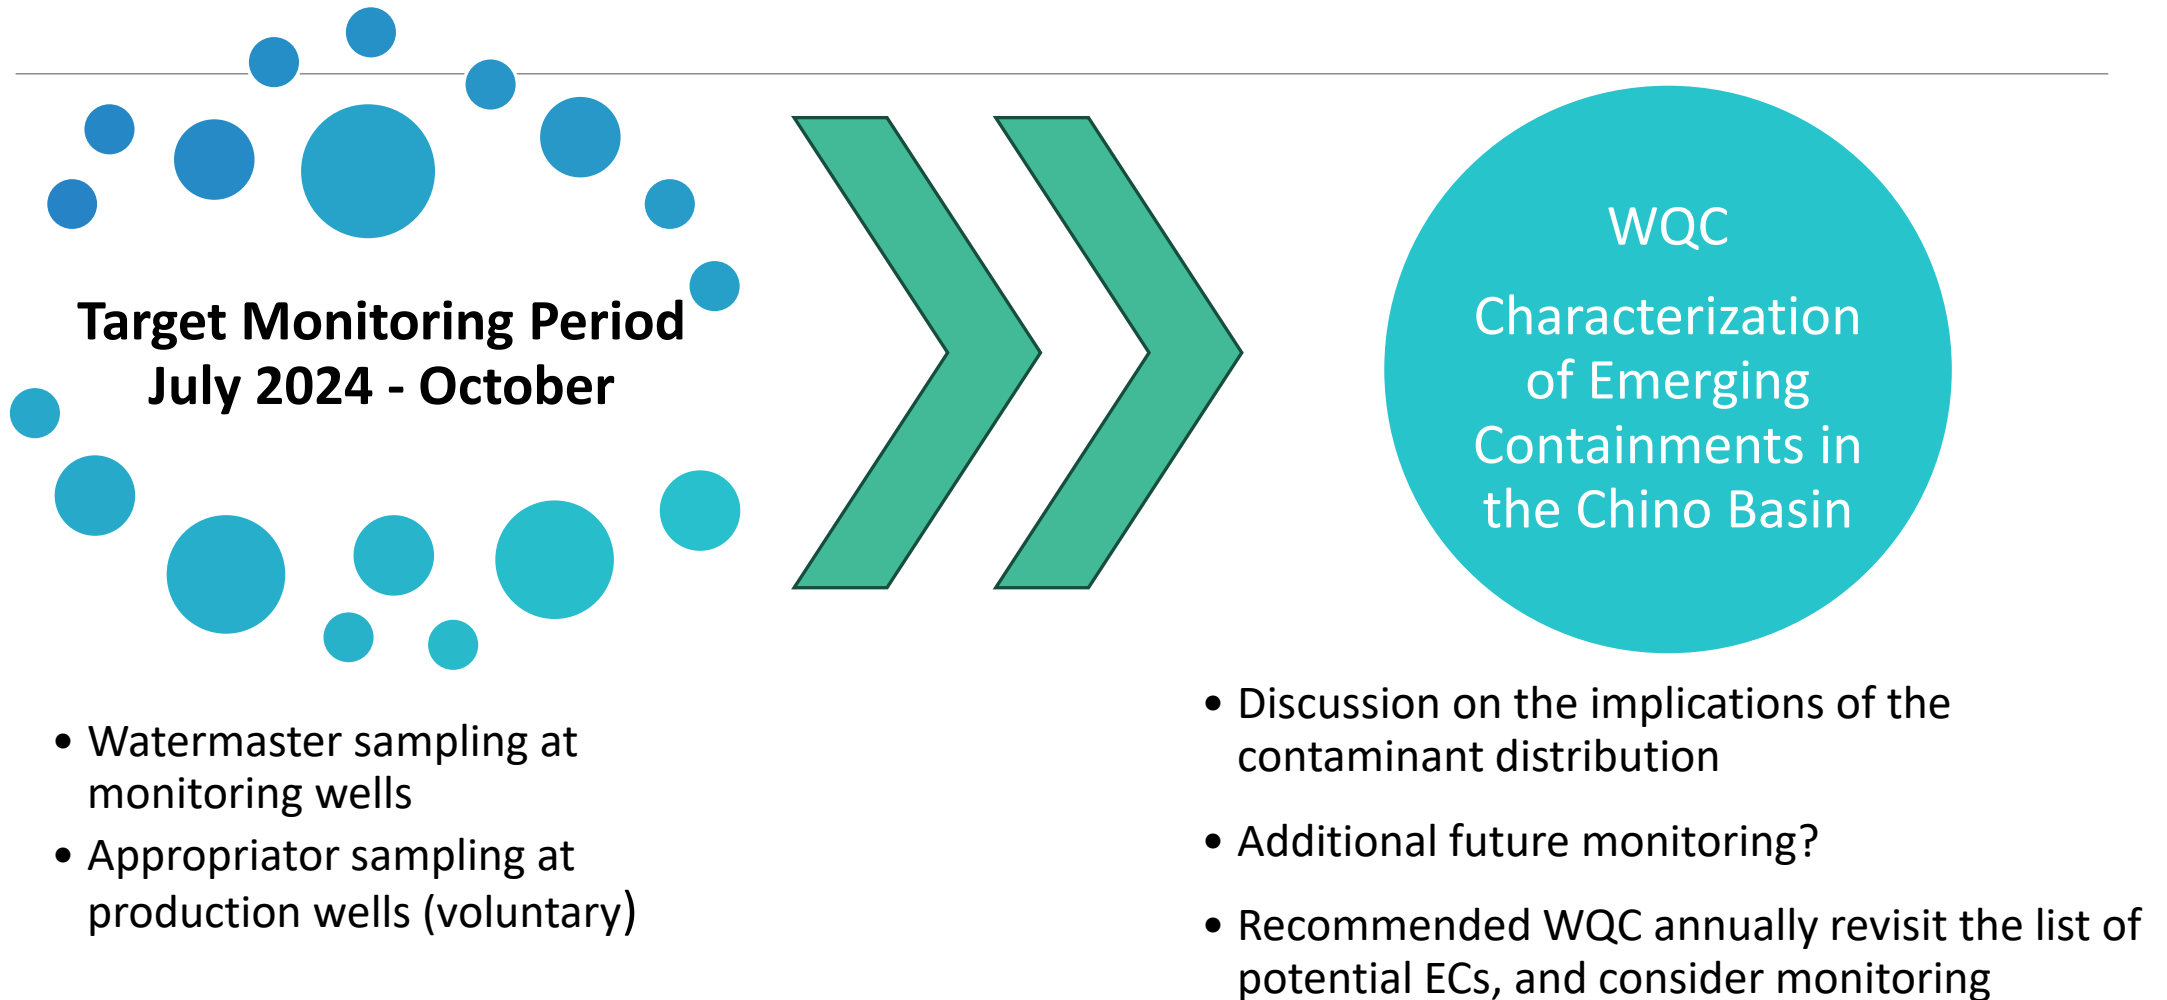 Target Monitoring Period
July 2024 - October
• Watermaster sampling at
monitoring wells
• Appropriator sampling at
production wells (voluntary)
WQC
Characterization
of Emerging
Containments in
the Chino Basin
• Discussion on the implications of the
contaminant distribution
• Additional future monitoring?
• Recommended WQC annually revisit the list of
potential ECs, and consider monitoring